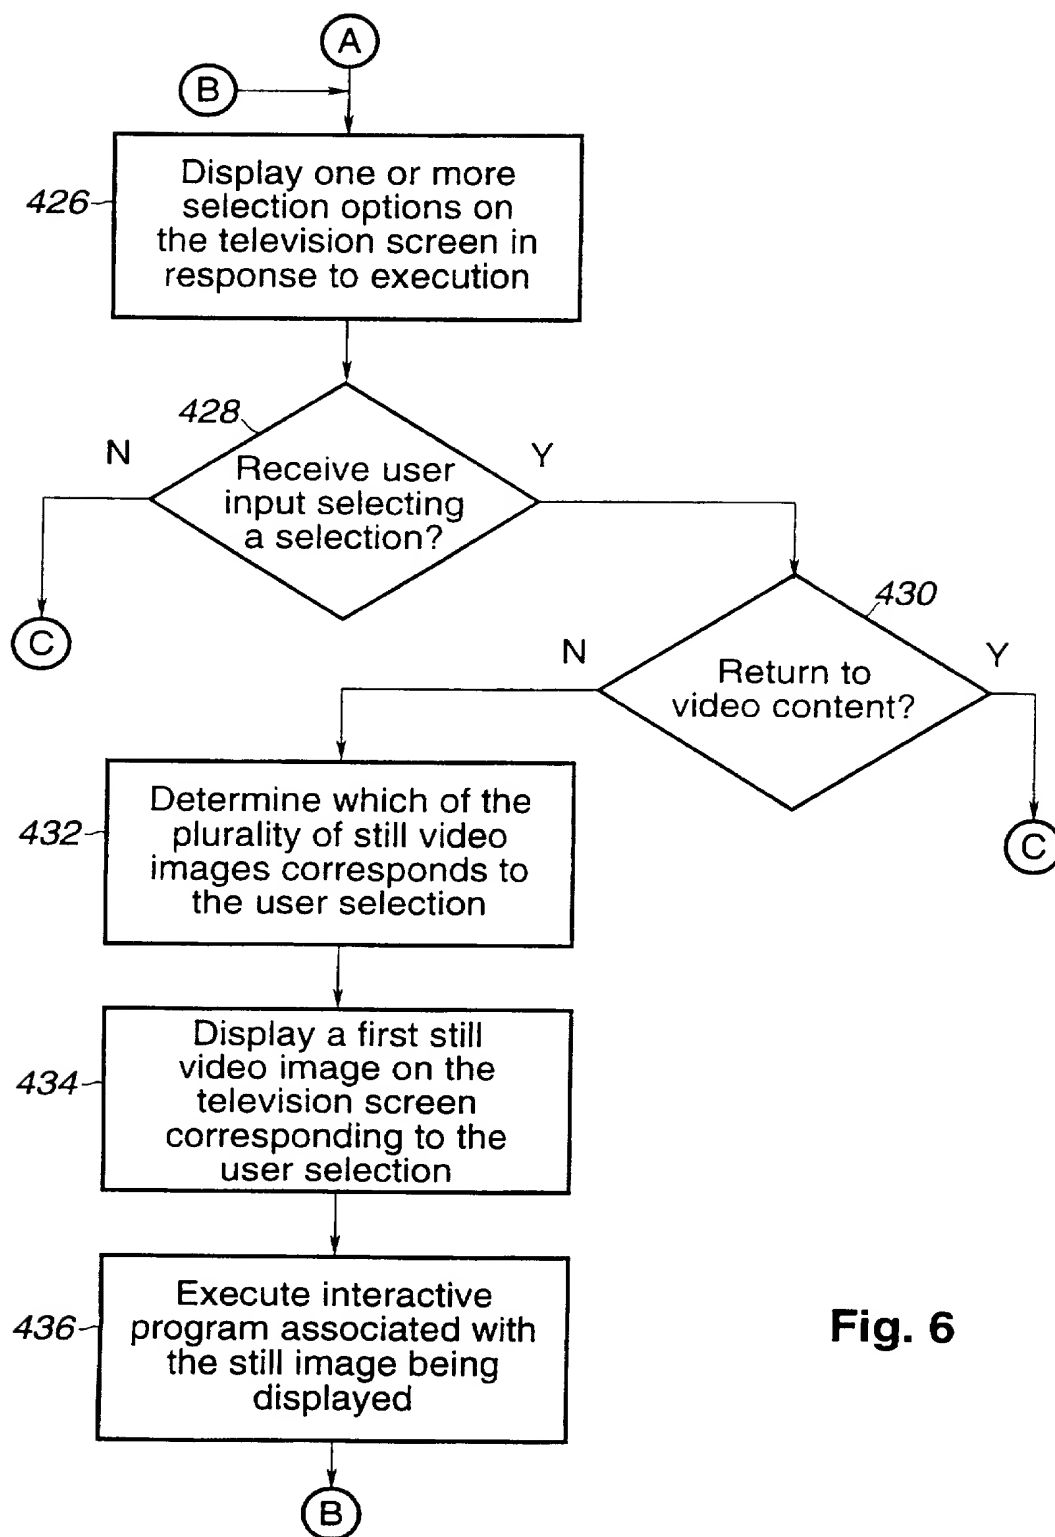 A
B
426
Display one or more
selection options on
the television screen in
response to execution
428
N
Y
Receive user
input selecting
a selection?
430
C
N
Y
Return to
video content?
432
Determine which of the
plurality of still video
images corresponds to
the user selection
C
434
Display a first still
video image on the
television screen
corresponding to the
user selection
436
Execute interactive
program associated with
the still image being
displayed
Fig. 6
B